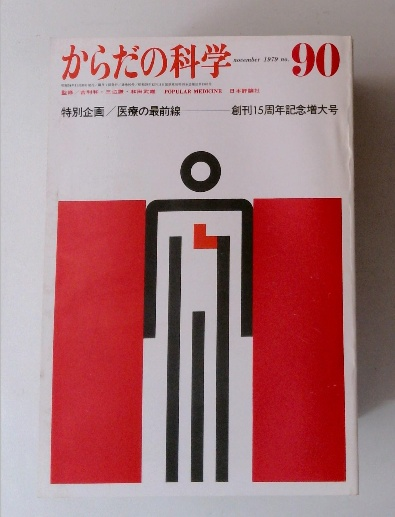 からだの科学 november 1979 no. 90
POPULAR MEDICINE 日本評論社
特別企画／医療の最前線 創刊15周年記念増大号